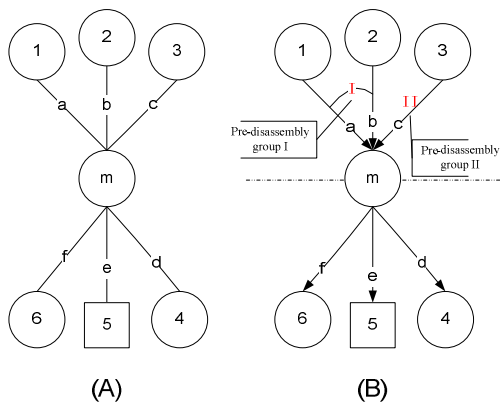 1 2 3
a b c
m
f e d
6 5 4
(A)
1 2 3
I II
a b c
Pre-disassembly
group I
Pre-disassembly
group II
m
f e d
6 5 4
(B)